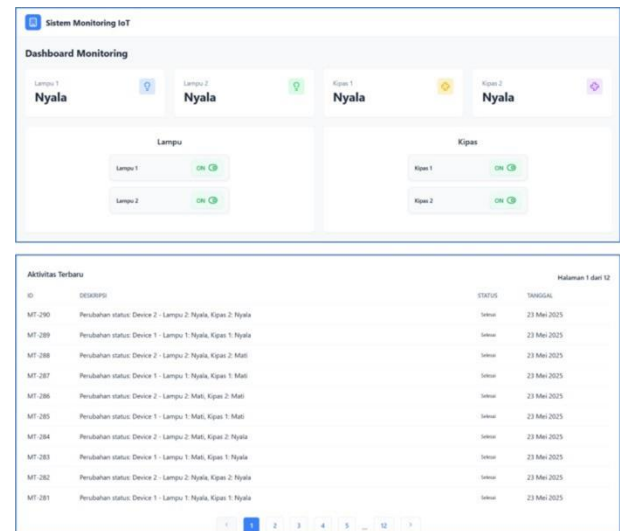 Sistem Monitoring IoT
Dashboard Monitoring
Lampu 1 Lampu 2 Kipas 1 Kipas 2
Nyala Nyala Nyala Nyala
Lampu Kipas
Lampu 1 ON Kipas 1 ON
Lampu 2 ON Kipas 2 ON
Aktivitas Terbaru Halaman 1 dari 12
ID DESKRIPSI STATUS TANGGAL
MT-290 Perubahan status: Device 2 - Lampu 2: Nyala, Kipas 2: Nyala Selesai 23 Mei 2025
MT-289 Perubahan status: Device 1 - Lampu 1: Nyala, Kipas 1: Nyala Selesai 23 Mei 2025
MT-288 Perubahan status: Device 2 - Lampu 2: Nyala, Kipas 2: Mati Selesai 23 Mei 2025
MT-287 Perubahan status: Device 1 - Lampu 1: Nyala, Kipas 1: Mati Selesai 23 Mei 2025
MT-286 Perubahan status: Device 2 - Lampu 2: Mati, Kipas 2: Mati Selesai 23 Mei 2025
MT-285 Perubahan status: Device 1 - Lampu 1: Mati, Kipas 1: Mati Selesai 23 Mei 2025
MT-284 Perubahan status: Device 2 - Lampu 2: Mati, Kipas 2: Nyala Selesai 23 Mei 2025
MT-283 Perubahan status: Device 1 - Lampu 1: Mati, Kipas 1: Nyala Selesai 23 Mei 2025
MT-282 Perubahan status: Device 2 - Lampu 2: Nyala, Kipas 2: Nyala Selesai 23 Mei 2025
MT-281 Perubahan status: Device 1 - Lampu 1: Nyala, Kipas 1: Nyala Selesai 23 Mei 2025
‹ 1 2 3 4 5 ... 12 ›